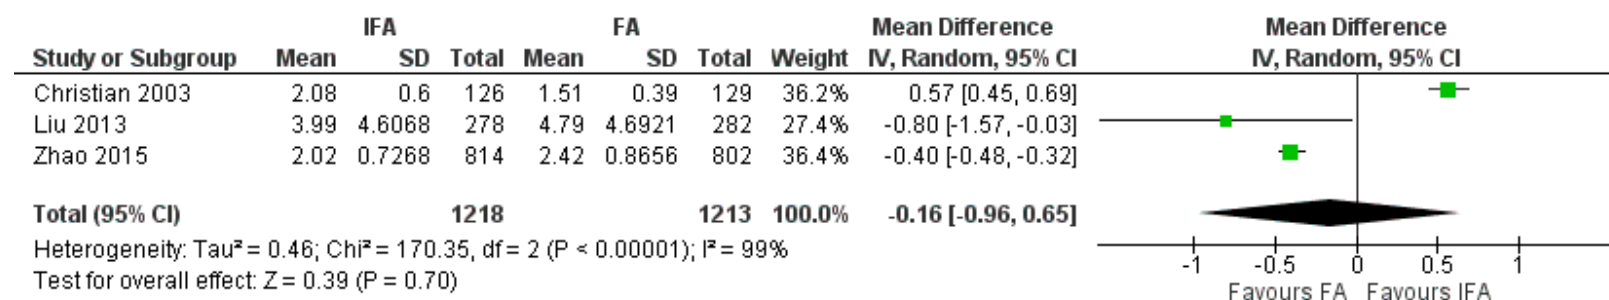 IFA FA Mean Difference Mean Difference
Study or Subgroup Mean SD Total Mean SD Total Weight IV, Random, 95% CI IV, Random, 95% CI
Christian 2003 2.08 0.6 126 1.51 0.39 129 36.2% 0.57 [0.45, 0.69]
Liu 2013 3.99 4.6068 278 4.79 4.6921 282 27.4% -0.80 [-1.57, -0.03]
Zhao 2015 2.02 0.7268 814 2.42 0.8656 802 36.4% -0.40 [-0.48, -0.32]
Total (95% CI) 1218 1213 100.0% -0.16 [-0.96, 0.65]
Heterogeneity: Tau² = 0.46; Chi² = 170.35, df = 2 (P < 0.00001); I² = 99%
Test for overall effect: Z = 0.39 (P = 0.70)
-1 -0.5 0 0.5 1
Favours FA Favours IFA